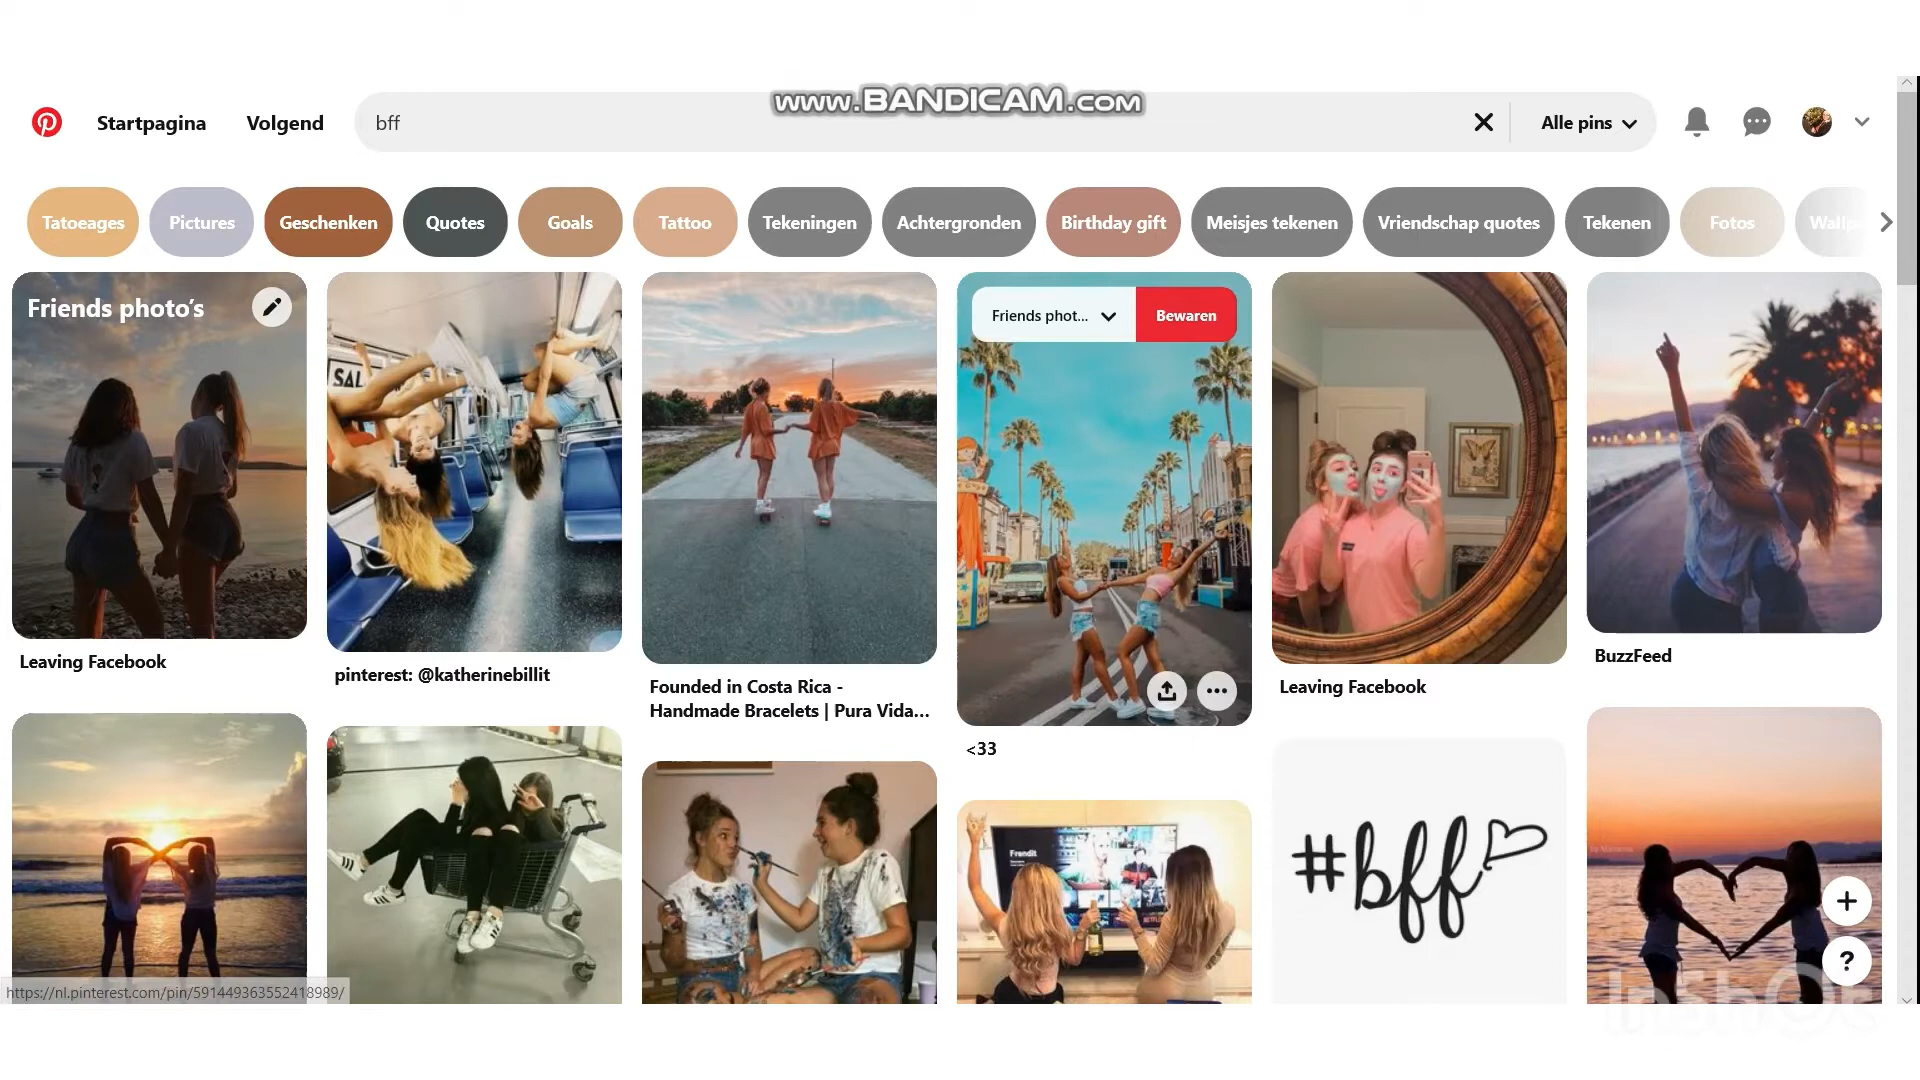 www.BANDICAM.com
Startpagina
Volgend
bff
Alle pins
Tatoeages
Pictures
Geschenken
Quotes
Goals
Tattoo
Tekeningen
Achtergronden
Birthday gift
Meisjes tekenen
Vriendschap quotes
Tekenen
Fotos
Friends photo's
SAL
Friends phot...
Bewaren
Leaving Facebook
pinterest: @katherinebillit
Founded in Costa Rica -
Handmade Bracelets | Pura Vida...
<33
Leaving Facebook
BuzzFeed
#bff
?
https://nl.pinterest.com/pin/591449363552418989/
InShOt